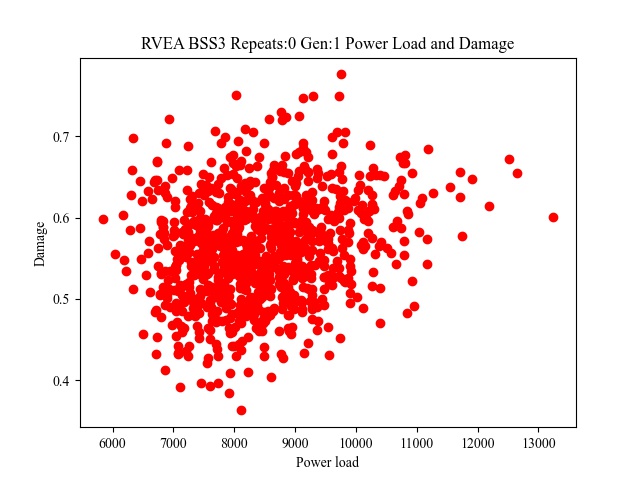 RVEA BSS3 Repeats:0 Gen:1 Power Load and Damage
Damage
0.7
0.6
0.5
0.4
6000 7000 8000 9000 10000 11000 12000 13000
Power load